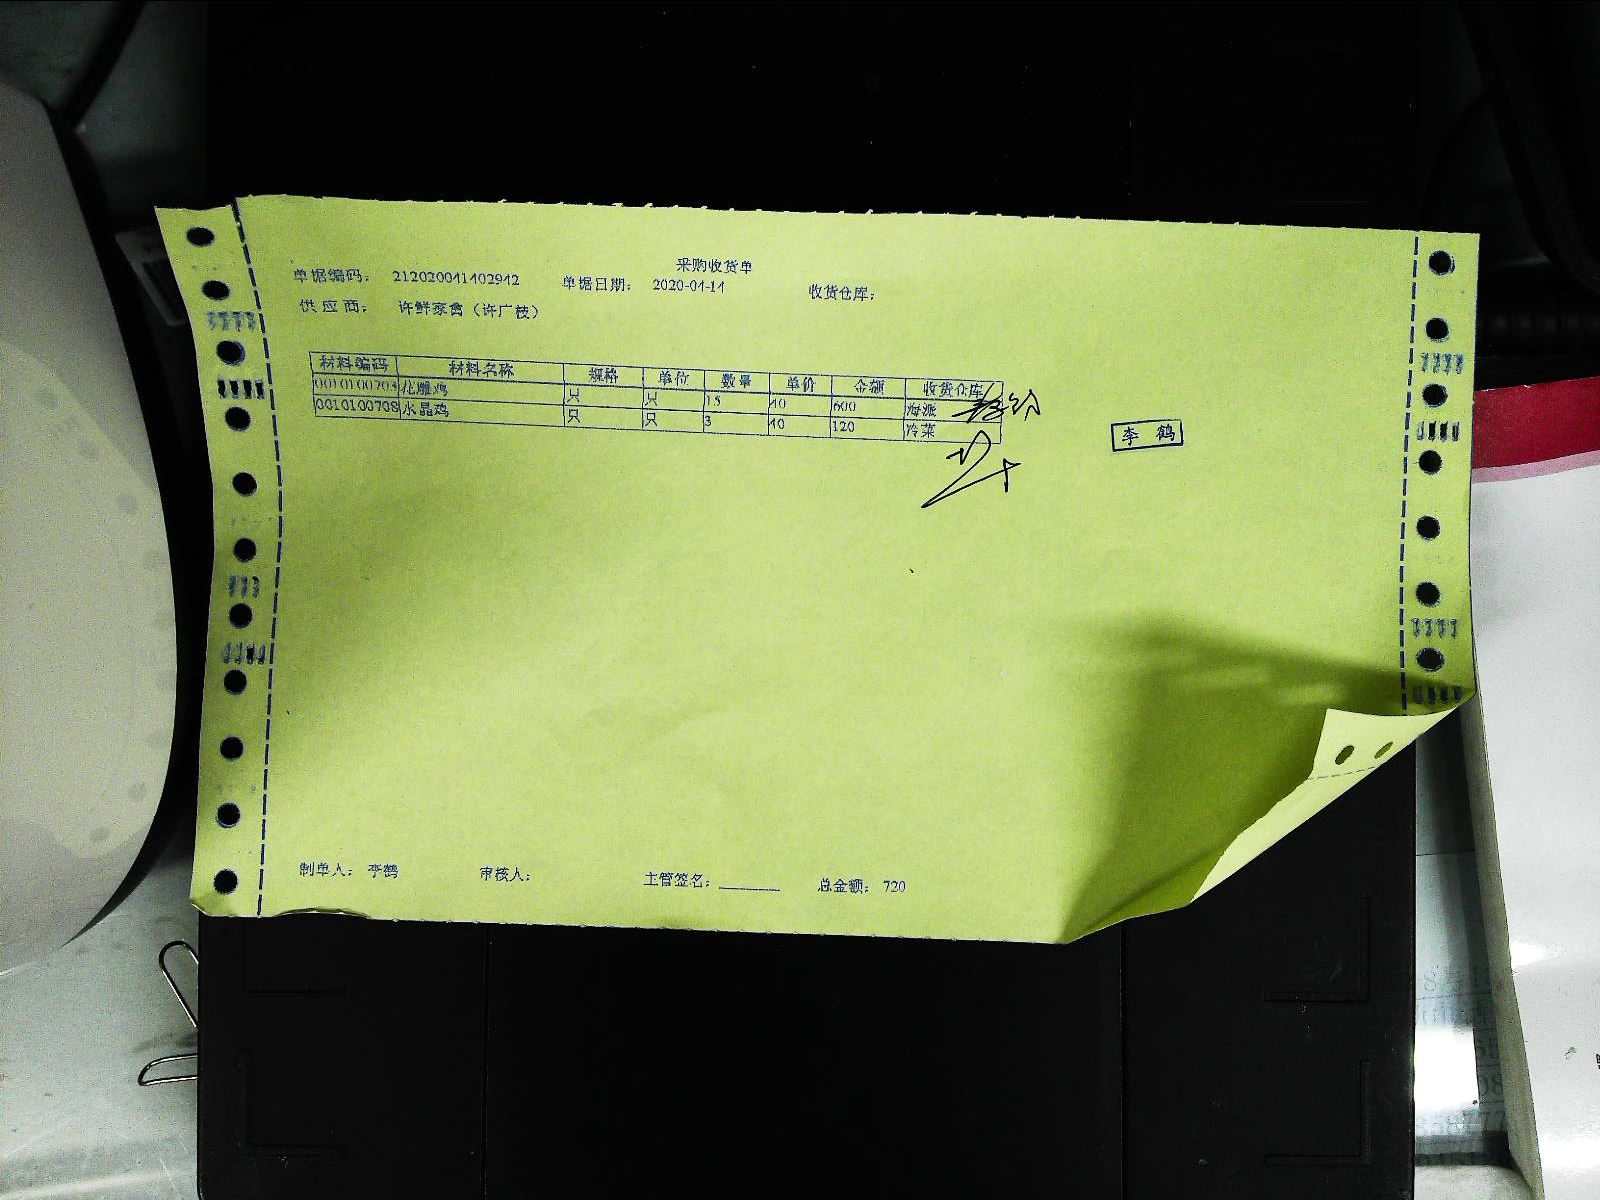 采购收货单
单据编码： 212020041402942 单据日期： 2020-04-14 收货仓库：
供应商： 许鲜家禽（许广枝）
材料编码 材料名称 规格 单位 数量 单价 金额 收货仓库
0010100703 花雕鸡 只 只 15 40 600 海派
0010100708 水晶鸡 只 只 3 40 120 冷菜
李鹤
制单人： 李鹤 审核人： 主管签名： 总金额： 720